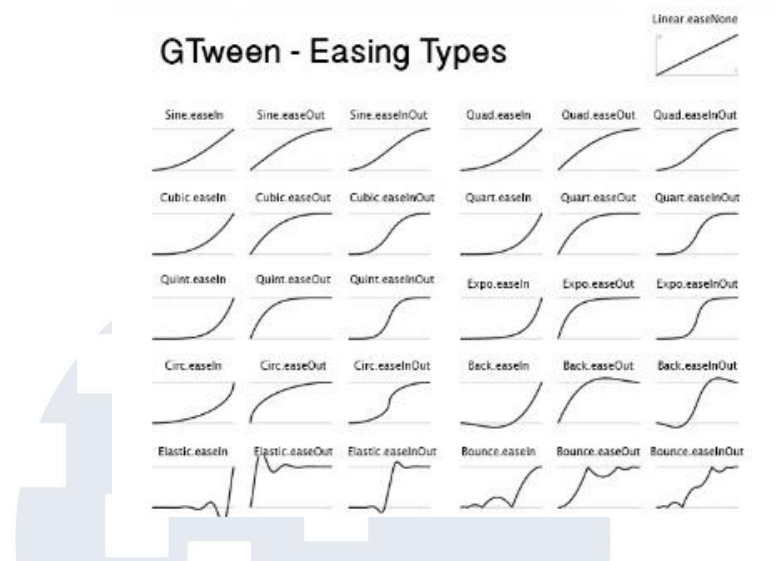 Linear.easeNone
GTween - Easing Types
Sine.easeIn Sine.easeOut Sine.easeInOut Quad.easeIn Quad.easeOut Quad.easeInOut
Cubic.easeIn Cubic.easeOut Cubic.easeInOut Quart.easeIn Quart.easeOut Quart.easeInOut
Quint.easeIn Quint.easeOut Quint.easeInOut Expo.easeIn Expo.easeOut Expo.easeInOut
Circ.easeIn Circ.easeOut Circ.easeInOut Back.easeIn Back.easeOut Back.easeInOut
Elastic.easeIn Elastic.easeOut Elastic.easeInOut Bounce.easeIn Bounce.easeOut Bounce.easeInOut